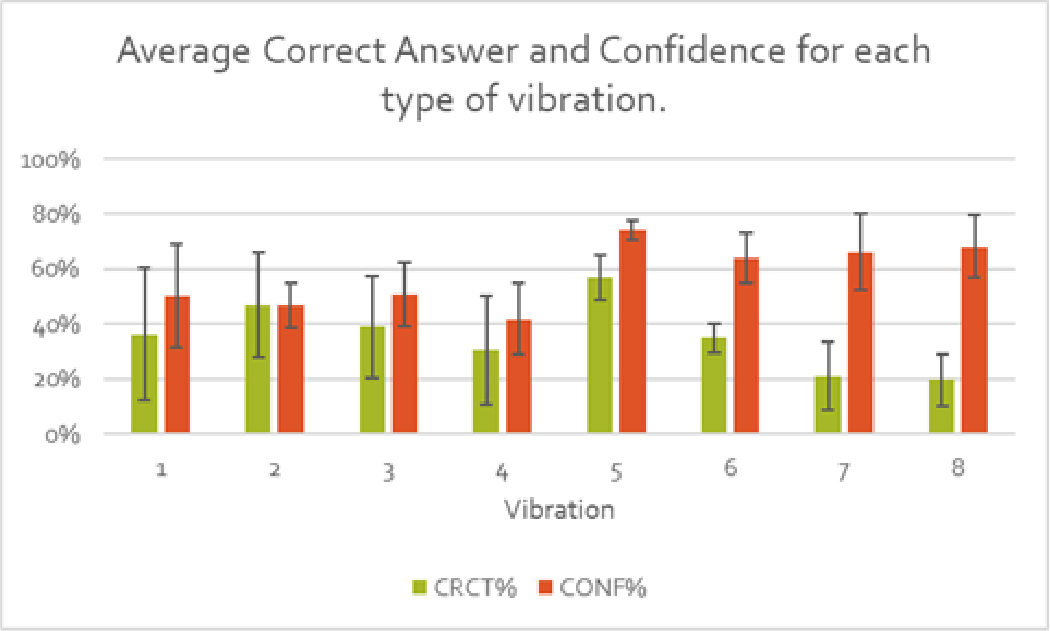 Average Correct Answer and Confidence for each
type of vibration.
100%
80%
60%
40%
20%
0%
1 2 3 4 5 6 7 8
Vibration
CRCT% CONF%